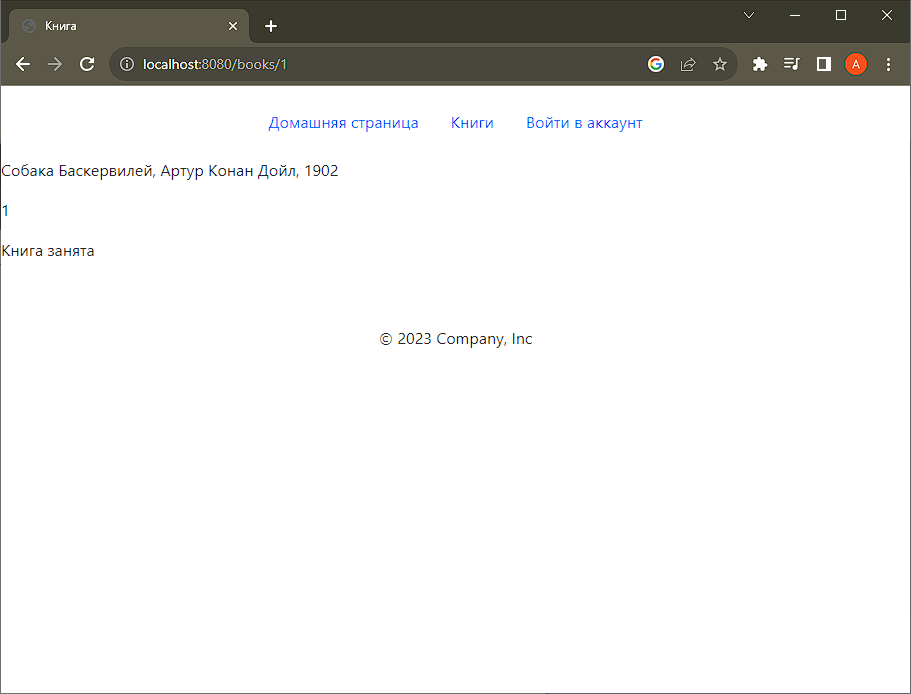 Книга
localhost:8080/books/1
A
Домашняя страница Книги Войти в аккаунт
Собака Баскервилей, Артур Конан Дойл, 1902
1
Книга занята
© 2023 Company, Inc